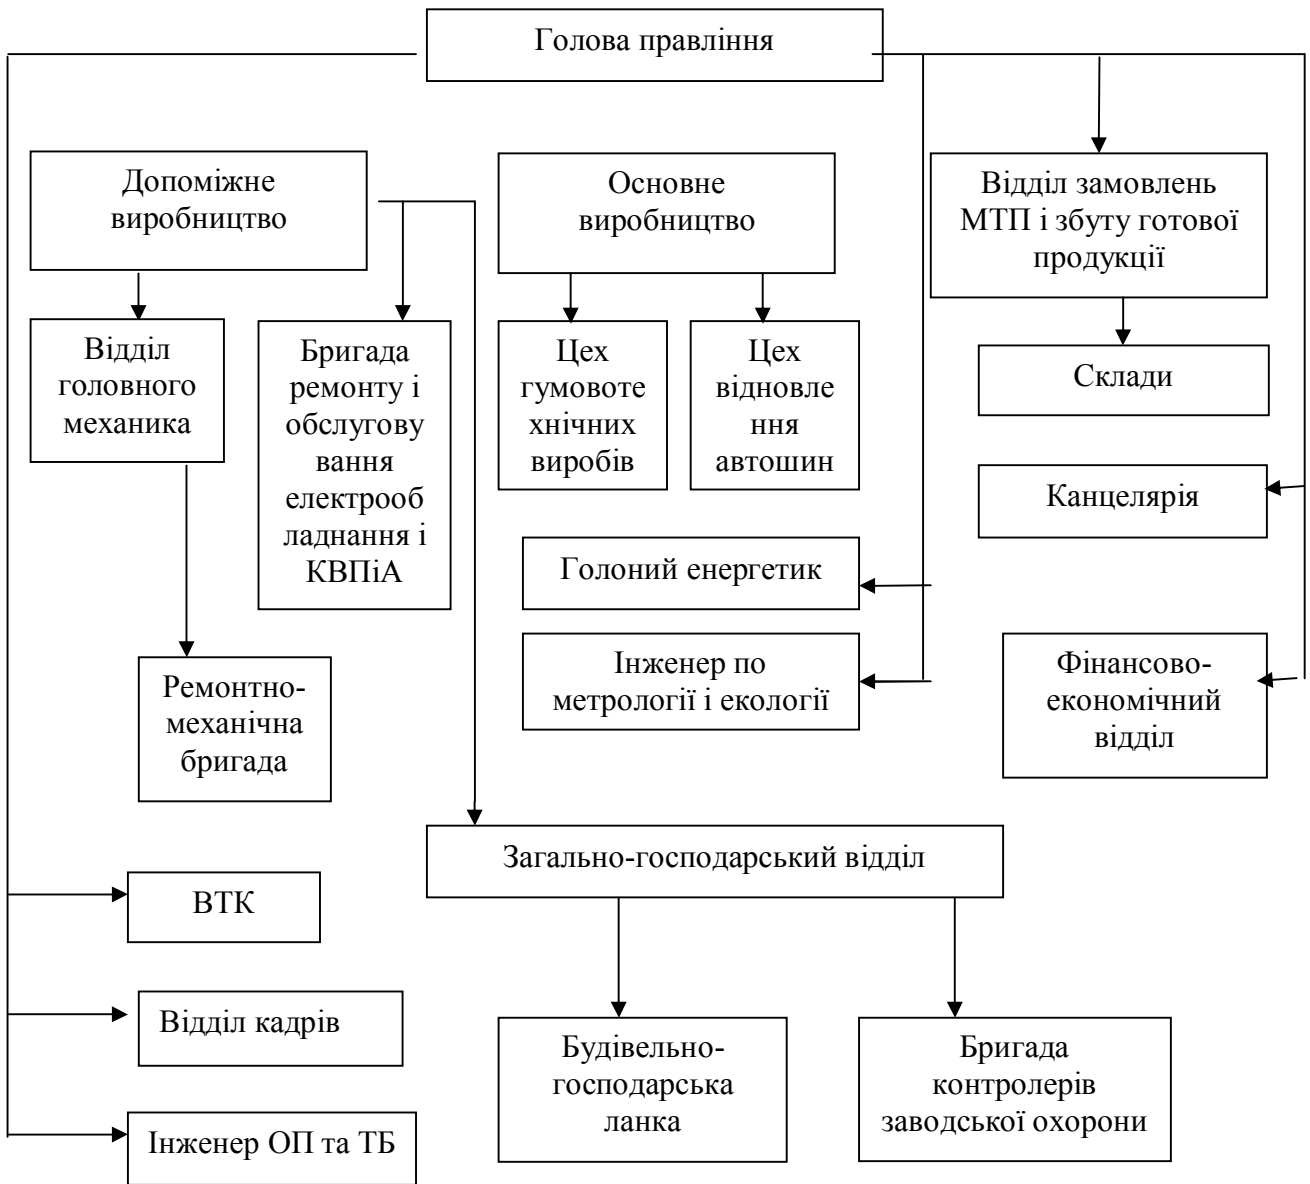 Голова правління
Допоміжне
виробництво
Основне
виробництво
Відділ замовлень
МТП і збуту готової
продукції
Відділ
головного
механика
Бригада
ремонту і
обслугову
вання
електрооб
ладнання і
КВПіА
Цех
гумовоте
хнічних
виробів
Цех
відновле
ння
автошин
Склади
Канцелярія
Голоний енергетик
Інженер по
метрології і екології
Фінансово-
економічний
відділ
Ремонтно-
механічна
бригада
Загально-господарський відділ
ВТК
Відділ кадрів
Інженер ОП та ТБ
Будівельно-
господарська
ланка
Бригада
контролерів
заводської охорони